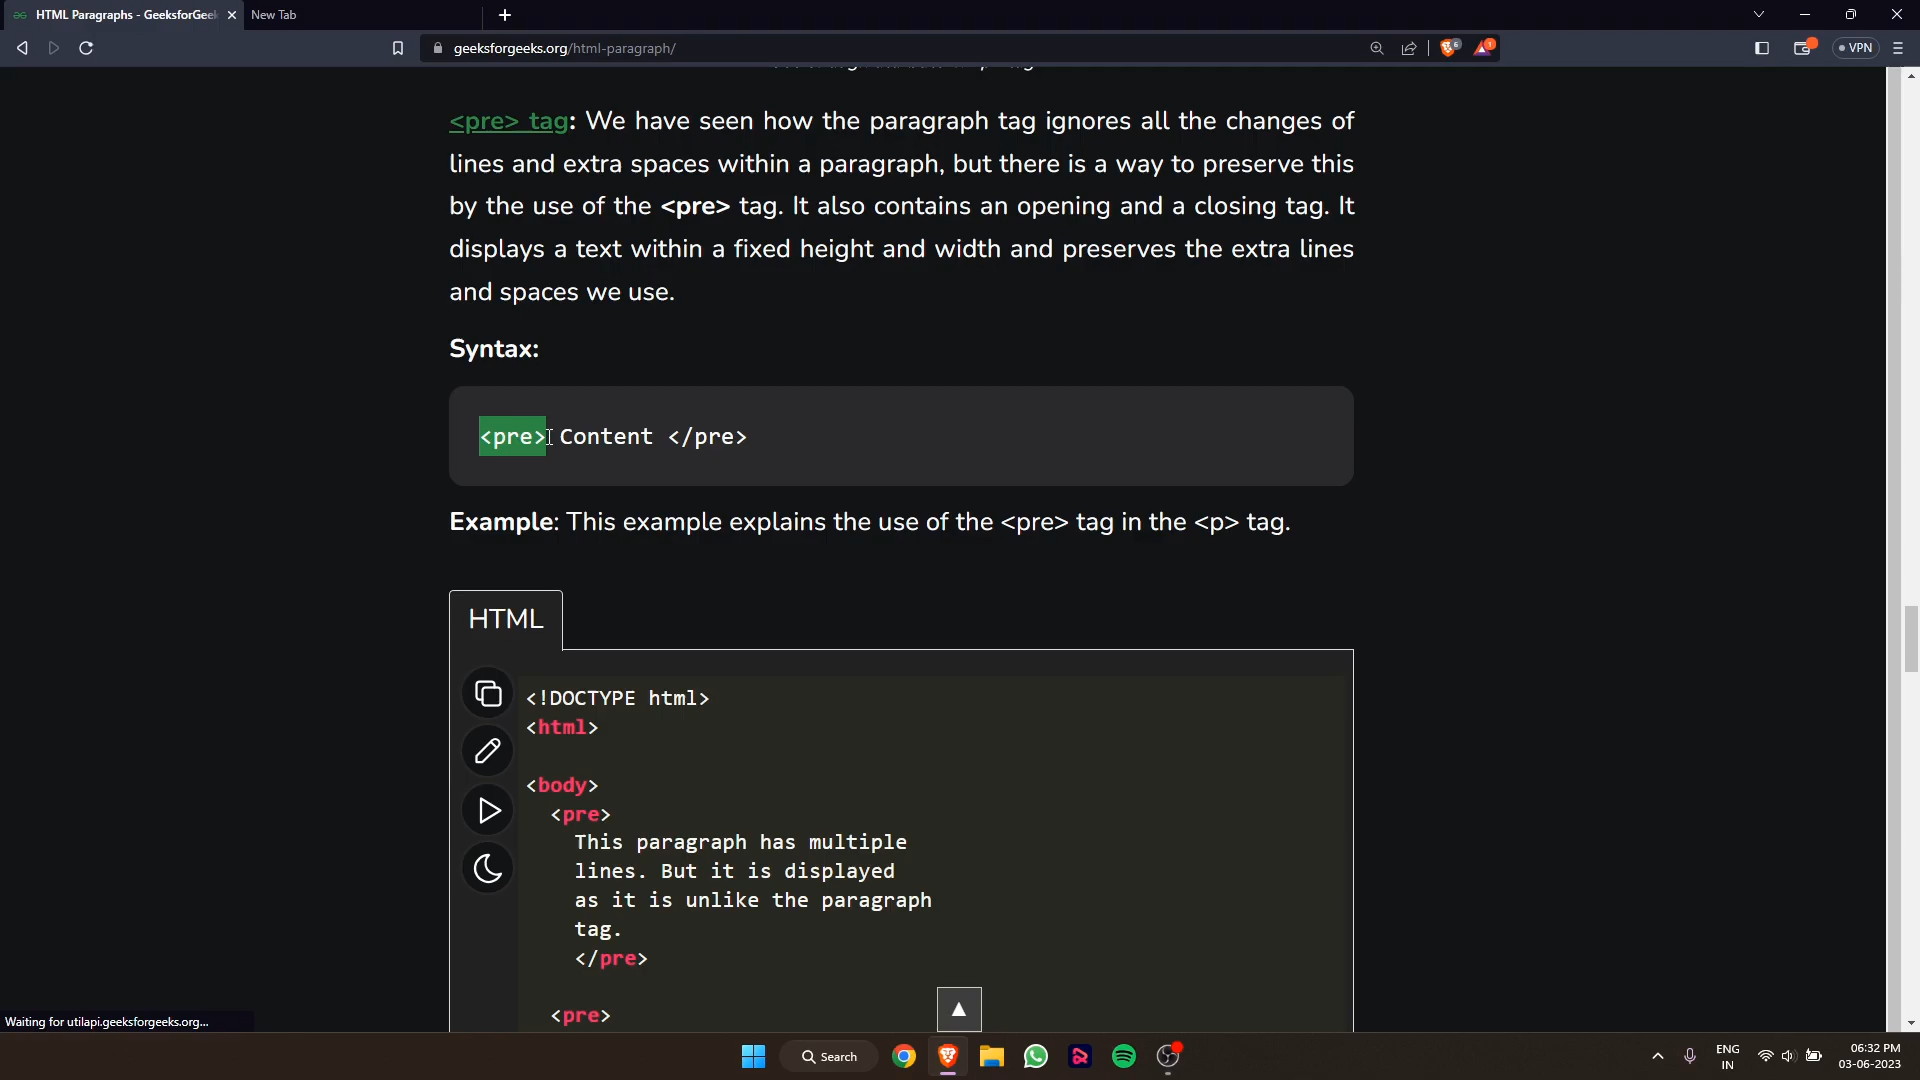 HTML Paragraphs - GeeksforGeek
New Tab
geeksforgeeks.org/html-paragraph/
6
1
VPN
<pre> tag: We have seen how the paragraph tag ignores all the changes of
lines and extra spaces within a paragraph, but there is a way to preserve this
by the use of the <pre> tag. It also contains an opening and a closing tag. It
displays a text within a fixed height and width and preserves the extra lines
and spaces we use.
Syntax:
<pre> Content </pre>
Example: This example explains the use of the <pre> tag in the <p> tag.
HTML
<!DOCTYPE html>
<html>
<body>
<pre>
This paragraph has multiple
lines. But it is displayed
as it is unlike the paragraph
tag.
</pre>
<pre>
Waiting for utilapi.geeksforgeeks.org...
Search
ENG
IN
06:32 PM
03-06-2023